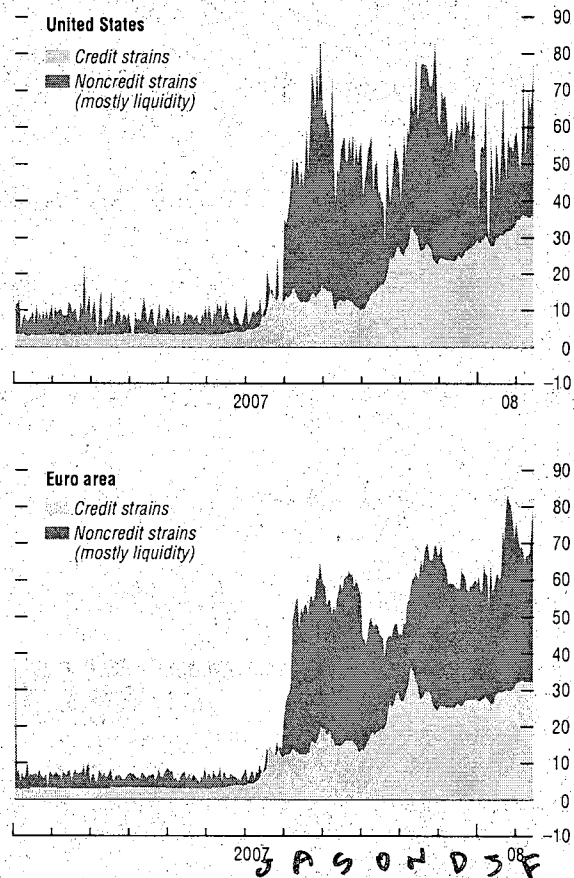 90
United States
80
Credit strains
Noncredit strains
70
(mostly liquidity)
60
50
40
30
20
10
0
-10
2007 08
90
Euro area
80
Credit strains
Noncredit strains
70
(mostly liquidity)
60
50
40
30
20
10
0
-10
2007 08
J A S O N D J F